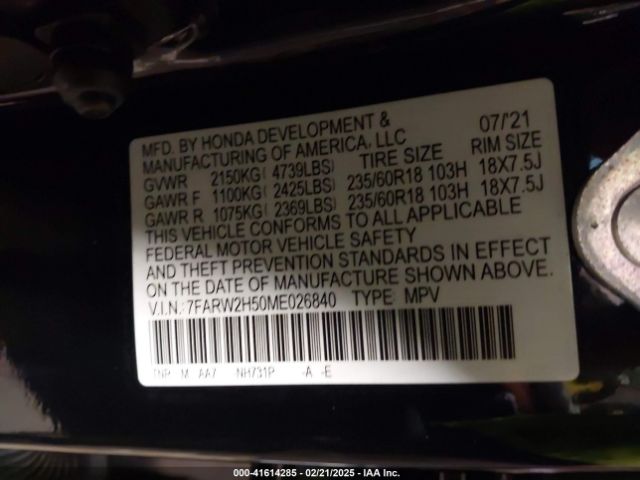 MFD. BY HONDA DEVELOPMENT & 07/'21
MANUFACTURING OF AMERICA, LLC
TIRE SIZE RIM SIZE
GVWR 2150KG( 4739LBS)
GAWR F 1100KG( 2425LBS) 235/60R18 103H 18X7.5J
GAWR R 1075KG( 2369LBS) 235/60R18 103H 18X7.5J
THIS VEHICLE CONFORMS TO ALL APPLICABLE
FEDERAL MOTOR VEHICLE SAFETY
AND THEFT PREVENTION STANDARDS IN EFFECT
ON THE DATE OF MANUFACTURE SHOWN ABOVE.
V.I.N.:7FARW2H50ME026840 TYPE: MPV
TNP M AA7 NH731P -A -E
000-41614285 - 02/21/2025 - IAA Inc.